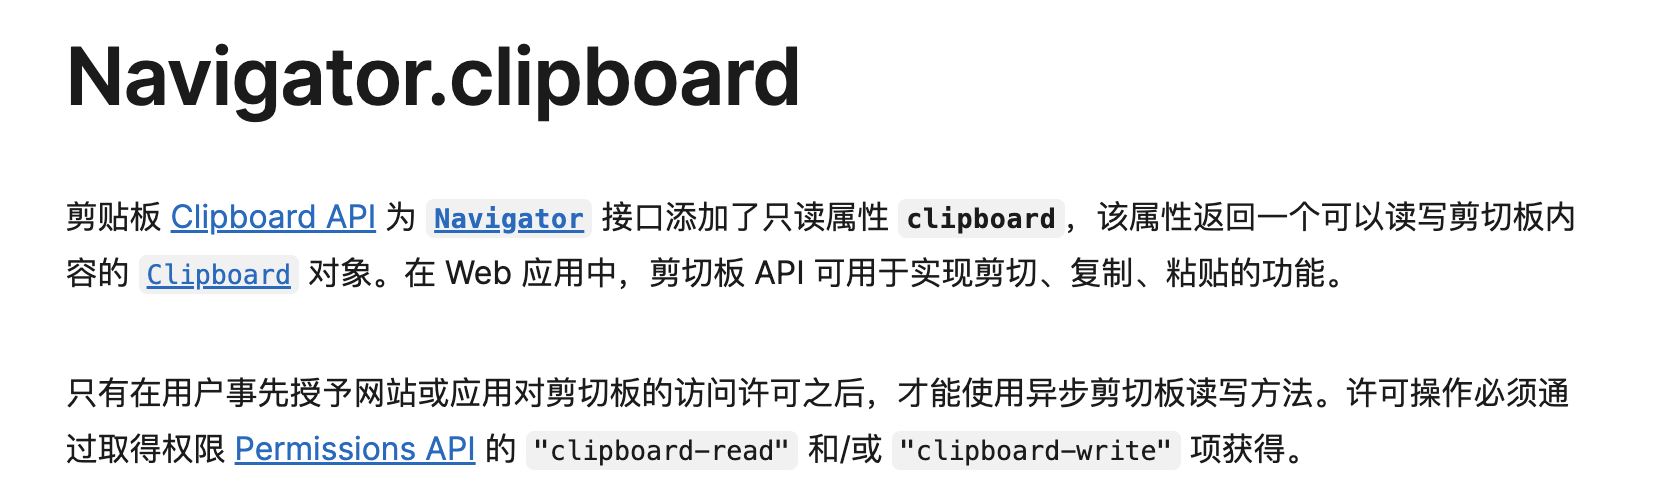 Navigator.clipboard
剪贴板 Clipboard API 为 Navigator 接口添加了只读属性 clipboard，该属性返回一个可以读写剪切板内
容的 Clipboard 对象。在 Web 应用中，剪切板 API 可用于实现剪切、复制、粘贴的功能。
只有在用户事先授予网站或应用对剪切板的访问许可之后，才能使用异步剪切板读写方法。许可操作必须通
过取得权限 Permissions API 的 "clipboard-read" 和/或 "clipboard-write" 项获得。